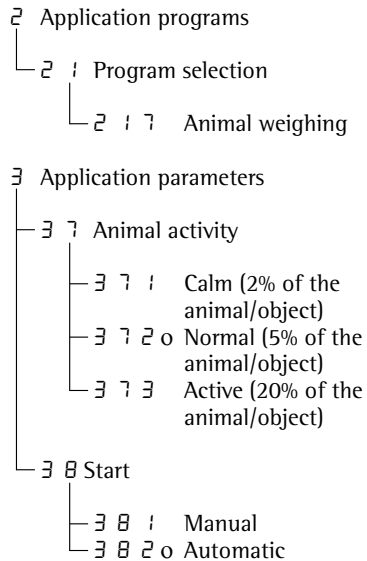 2 Application programs
2 1 Program selection
2 1 7 Animal weighing
3 Application parameters
3 7 Animal activity
3 7 1 Calm (2% of the
animal/object)
3 7 2 o Normal (5% of the
animal/object)
3 7 3 Active (20% of the
animal/object)
3 8 Start
3 8 1 Manual
3 8 2 o Automatic